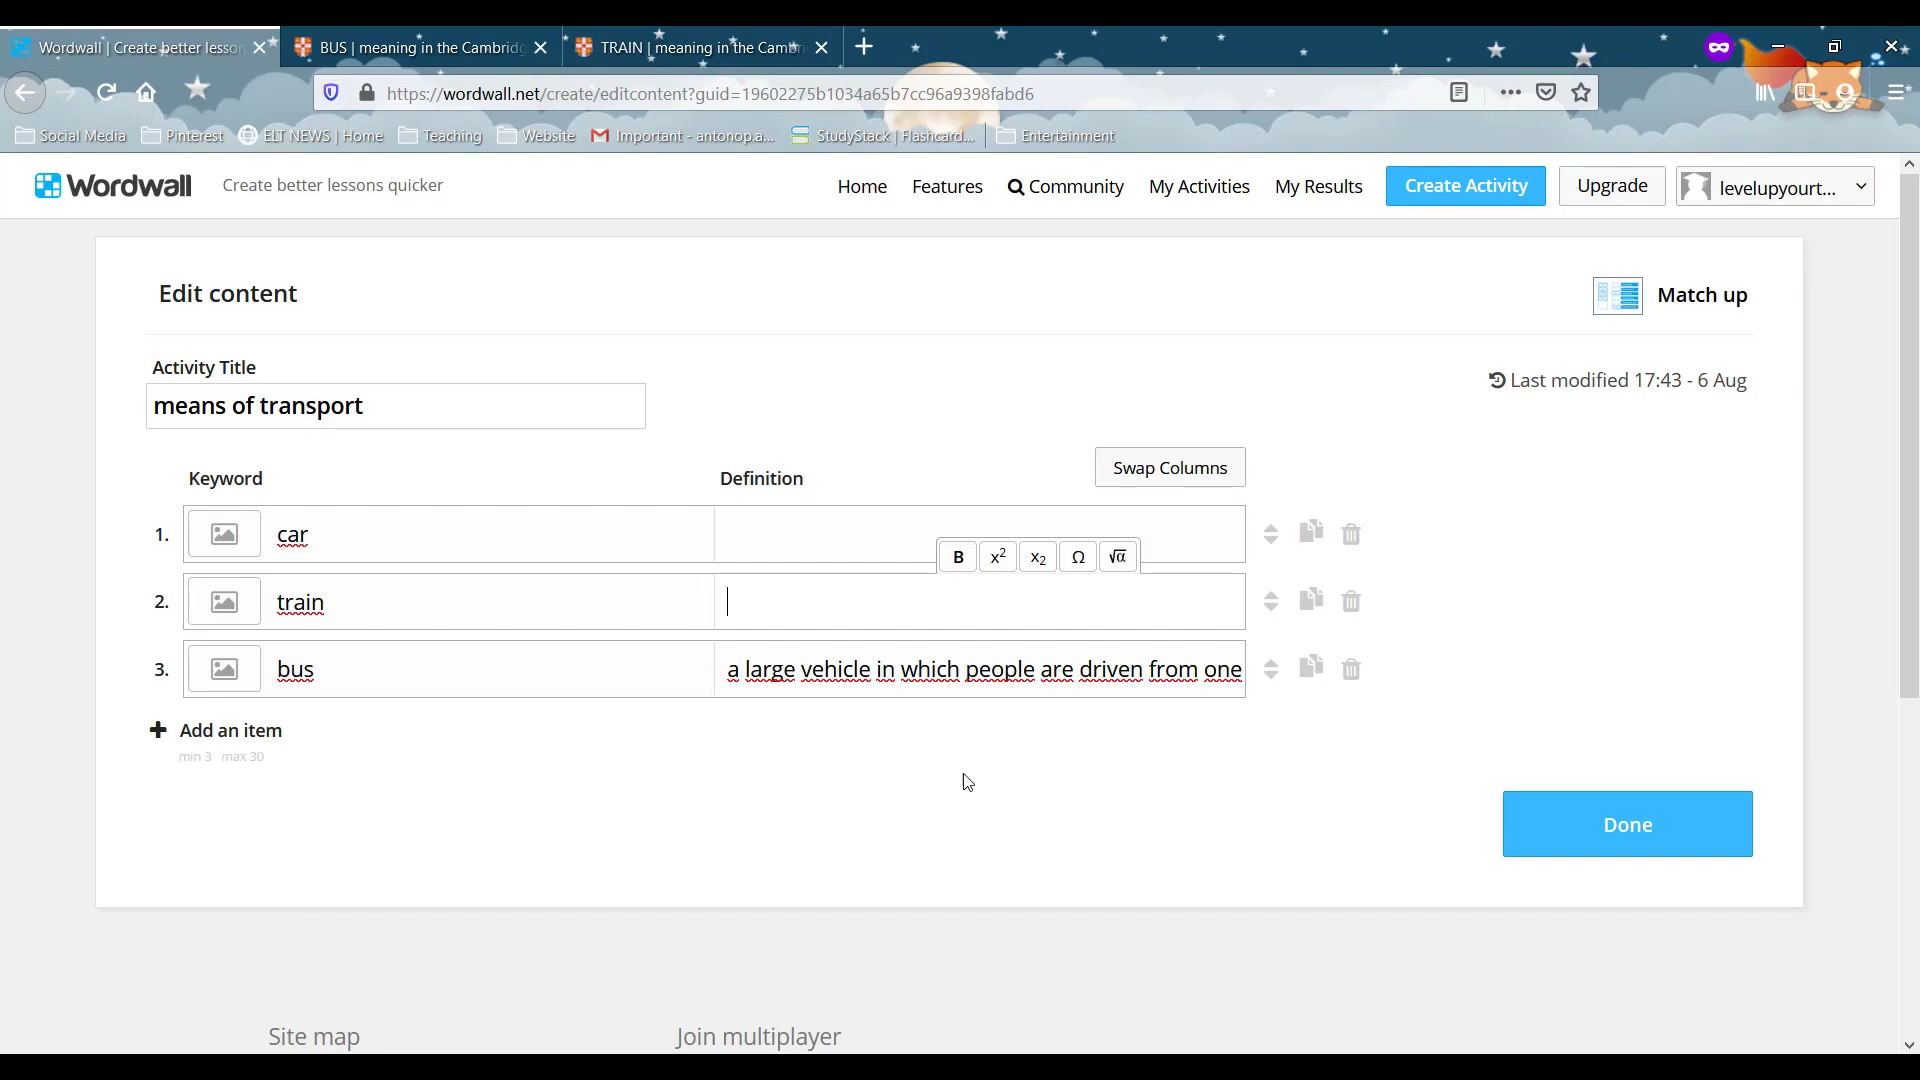 Wordwall | Create better lesso
BUS | meaning in the Cambridg
TRAIN | meaning in the Camb
https://wordwall.net/create/editcontent?guid=19602275b1034a65b7cc96a9398fabd6
Social Media
Pinterest
ELT NEWS | Home
Teaching
Website
Important - antonop.a...
StudyStack | Flashcard...
Entertainment
Wordwall
Create better lessons quicker
Home
Features
Community
My Activities
My Results
Create Activity
Upgrade
levelupyourt...
Edit content
Match up
Activity Title
Last modified 17:43 - 6 Aug
means of transport
Keyword
Definition
Swap Columns
1. car
B x² x₂ Ω √α
2. train
3. bus a large vehicle in which people are driven from one
Add an item
min 3 max 30
Done
Site map
Join multiplayer